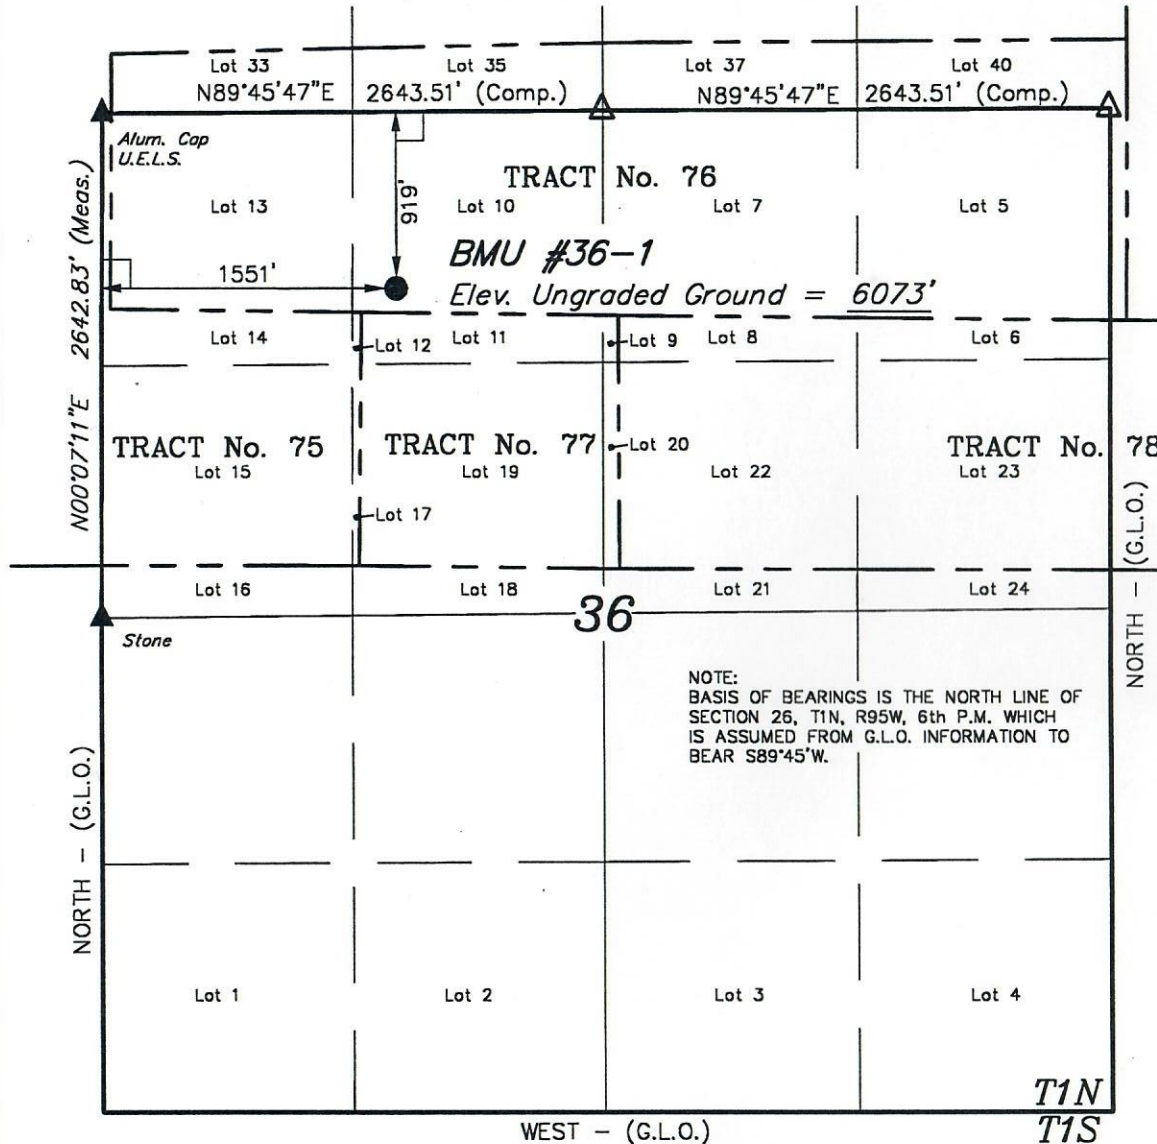 Lot 33
Lot 35
Lot 37
Lot 40
N89°45'47"E 2643.51' (Comp.)
N89°45'47"E 2643.51' (Comp.)
Alum. Cap
U.E.L.S.
TRACT No. 76
Lot 13
Lot 10
Lot 7
Lot 5
919'
BMU #36-1
1551'
Elev. Ungraded Ground = 6073'
N00°07'11"E 2642.83' (Meas.)
Lot 14
Lot 12
Lot 11
Lot 9
Lot 8
Lot 6
TRACT No. 75
TRACT No. 77
Lot 20
TRACT No. 78
Lot 15
Lot 19
Lot 22
Lot 23
Lot 17
Lot 16
Lot 18
Lot 21
Lot 24
36
Stone
NORTH - (G.L.O.)
NOTE:
BASIS OF BEARINGS IS THE NORTH LINE OF
SECTION 26, T1N, R95W, 6th P.M. WHICH
IS ASSUMED FROM G.L.O. INFORMATION TO
BEAR S89°45'W.
NORTH - (G.L.O.)
Lot 1
Lot 2
Lot 3
Lot 4
T1N
T1S
WEST - (G.L.O.)